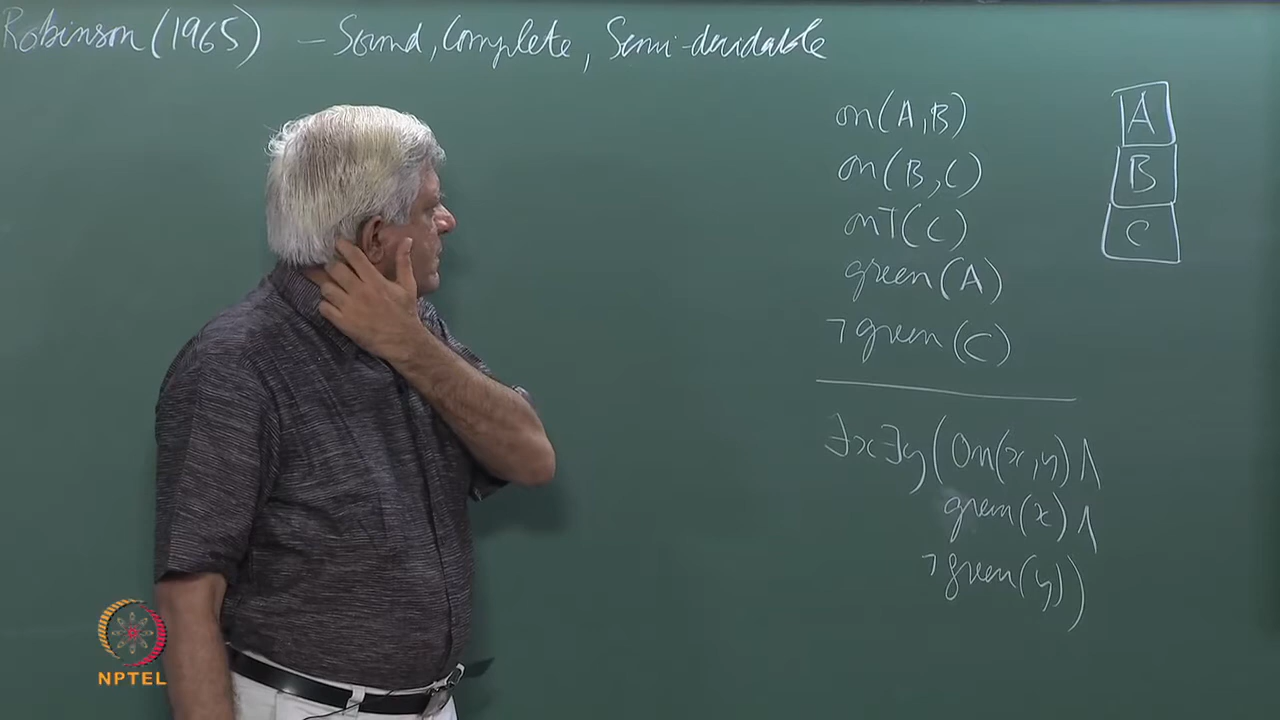 Robinson (1965) – Sound, Complete, Semi-decidable
on(A,B)
on(B,C)
onT(C)
green(A)
¬green(C)
∃x∃y(On(x,y)∧
green(x)∧
¬green(y))
A
B
C
NPTEL